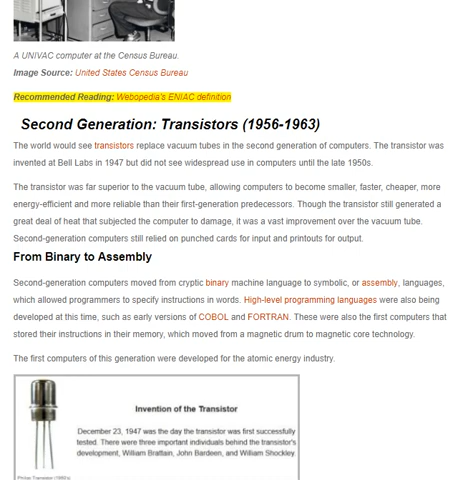 A UNIVAC computer at the Census Bureau.
Image Source: United States Census Bureau
Recommended Reading: Webopedia's ENIAC definition
Second Generation: Transistors (1956-1963)
The world would see transistors replace vacuum tubes in the second generation of computers. The transistor was
invented at Bell Labs in 1947 but did not see widespread use in computers until the late 1950s.
The transistor was far superior to the vacuum tube, allowing computers to become smaller, faster, cheaper, more
energy-efficient and more reliable than their first-generation predecessors. Though the transistor still generated a
great deal of heat that subjected the computer to damage, it was a vast improvement over the vacuum tube.
Second-generation computers still relied on punched cards for input and printouts for output.
From Binary to Assembly
Second-generation computers moved from cryptic binary machine language to symbolic, or assembly, languages,
which allowed programmers to specify instructions in words. High-level programming languages were also being
developed at this time, such as early versions of COBOL and FORTRAN. These were also the first computers that
stored their instructions in their memory, which moved from a magnetic drum to magnetic core technology.
The first computers of this generation were developed for the atomic energy industry.
Invention of the Transistor
December 23, 1947 was the day the transistor was first successfully
tested. There were three important individuals behind the transistor's
development, William Brattain, John Bardeen, and William Shockley.